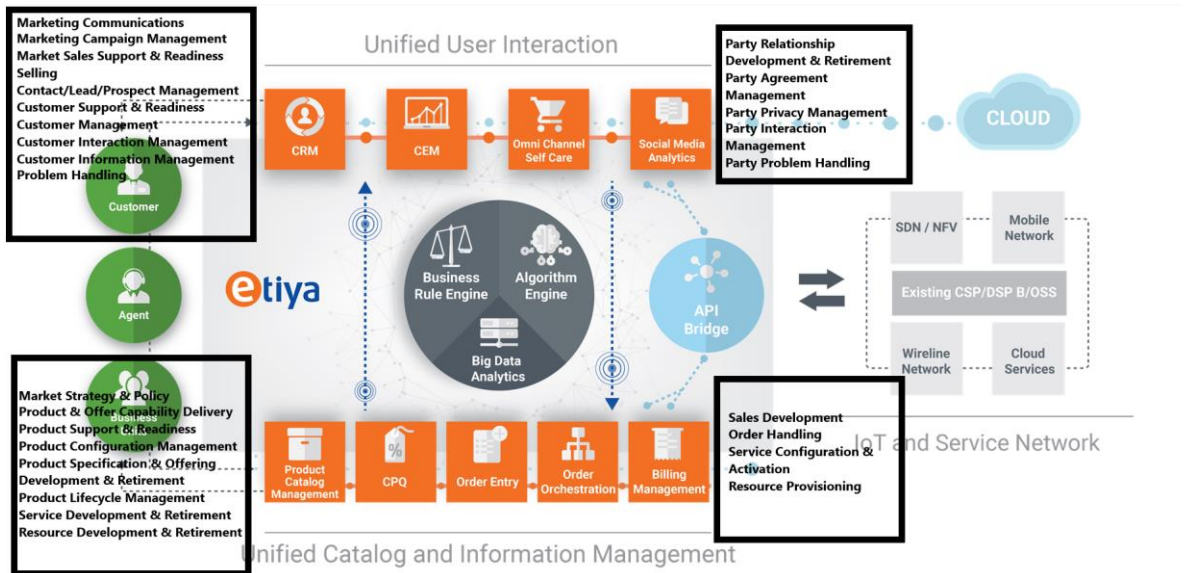 Marketing Communications
Marketing Campaign Management
Market Sales Support & Readiness
Selling
Contact/Lead/Prospect Management
Customer Support & Readiness
Customer Management
Customer Interaction Management
Customer Information Management
Problem Handling
Customer
Agent
Market Strategy & Policy
Product & Offer Capability Delivery
Product Support & Readiness
Product Configuration Management
Product Specification & Offering
Development & Retirement
Product Lifecycle Management
Service Development & Retirement
Resource Development & Retirement
Business
Unified User Interaction
CRM
CEM
Omni Channel
Self Care
Social Media
Analytics
Party Relationship
Development & Retirement
Party Agreement
Management
Party Privacy Management
Party Interaction
Management
Party Problem Handling
CLOUD
etiya
Business
Rule Engine
Algorithm
Engine
Big Data
Analytics
API
Bridge
SDN / NFV
Mobile
Network
Existing CSP/DSP B/OSS
Wireline
Network
Cloud
Services
IoT and Service Network
Product
Catalog
Management
CPQ
Order Entry
Order
Orchestration
Billing
Management
Sales Development
Order Handling
Service Configuration &
Activation
Resource Provisioning
Unified Catalog and Information Management